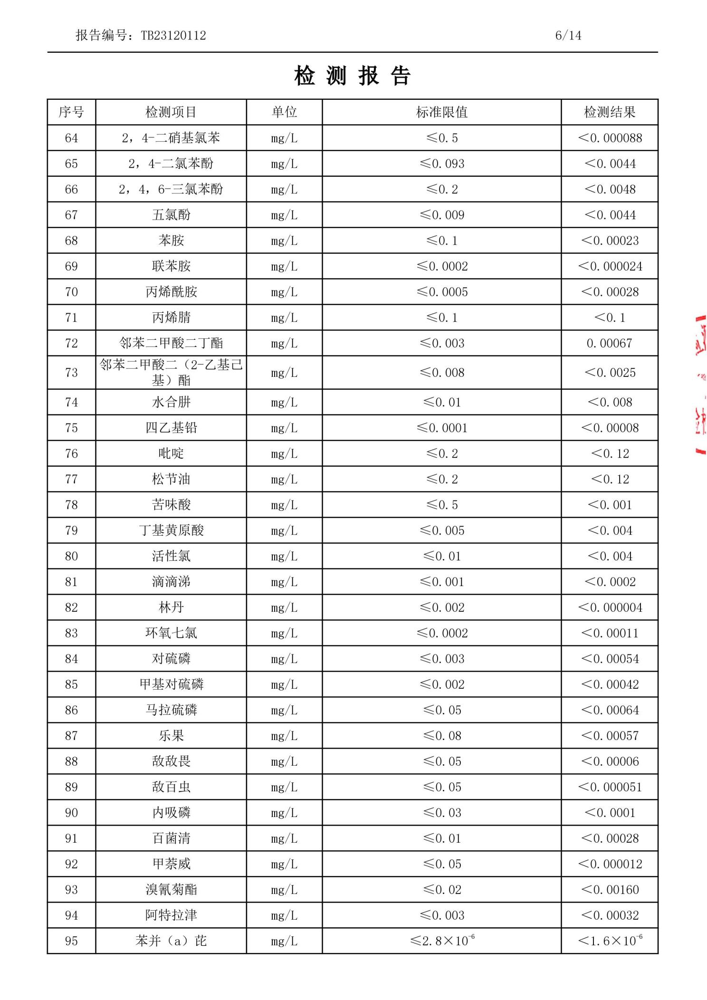 报告编号：TB23120112 6/14
检测报告
序号 检测项目 单位 标准限值 检测结果
64 2，4-二硝基氯苯 mg/L ≤0.5 ＜0.000088
65 2，4-二氯苯酚 mg/L ≤0.093 ＜0.0044
66 2，4，6-三氯苯酚 mg/L ≤0.2 ＜0.0048
67 五氯酚 mg/L ≤0.009 ＜0.0044
68 苯胺 mg/L ≤0.1 ＜0.00023
69 联苯胺 mg/L ≤0.0002 ＜0.000024
70 丙烯酰胺 mg/L ≤0.0005 ＜0.00028
71 丙烯腈 mg/L ≤0.1 ＜0.1
72 邻苯二甲酸二丁酯 mg/L ≤0.003 0.00067
73 邻苯二甲酸二（2-乙基己
基）酯 mg/L ≤0.008 ＜0.0025
74 水合肼 mg/L ≤0.01 ＜0.008
75 四乙基铅 mg/L ≤0.0001 ＜0.00008
76 吡啶 mg/L ≤0.2 ＜0.12
77 松节油 mg/L ≤0.2 ＜0.12
78 苦味酸 mg/L ≤0.5 ＜0.001
79 丁基黄原酸 mg/L ≤0.005 ＜0.004
80 活性氯 mg/L ≤0.01 ＜0.004
81 滴滴涕 mg/L ≤0.001 ＜0.0002
82 林丹 mg/L ≤0.002 ＜0.000004
83 环氧七氯 mg/L ≤0.0002 ＜0.00011
84 对硫磷 mg/L ≤0.003 ＜0.00054
85 甲基对硫磷 mg/L ≤0.002 ＜0.00042
86 马拉硫磷 mg/L ≤0.05 ＜0.00064
87 乐果 mg/L ≤0.08 ＜0.00057
88 敌敌畏 mg/L ≤0.05 ＜0.00006
89 敌百虫 mg/L ≤0.05 ＜0.000051
90 内吸磷 mg/L ≤0.03 ＜0.0001
91 百菌清 mg/L ≤0.01 ＜0.00028
92 甲萘威 mg/L ≤0.05 ＜0.000012
93 溴氰菊酯 mg/L ≤0.02 ＜0.00160
94 阿特拉津 mg/L ≤0.003 ＜0.00032
95 苯并（a）芘 mg/L ≤2.8×10⁻⁶ ＜1.6×10⁻⁶